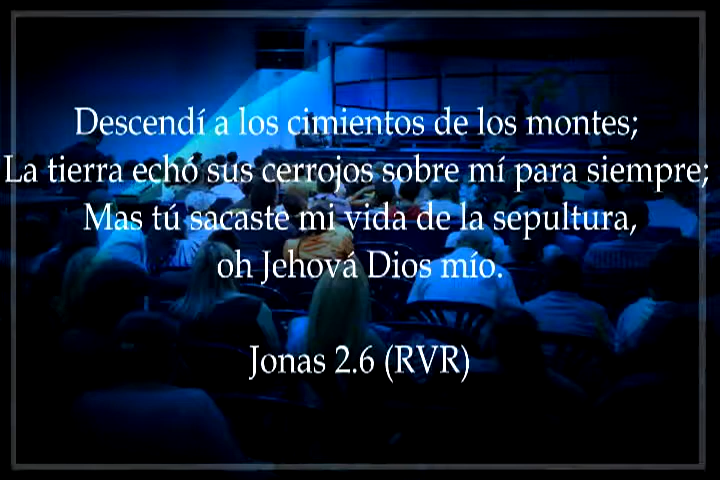 Descendí a los cimientos de los montes;
La tierra echó sus cerrojos sobre mí para siempre;
Mas tú sacaste mi vida de la sepultura,
oh Jehová Dios mío.
Jonas 2.6 (RVR)